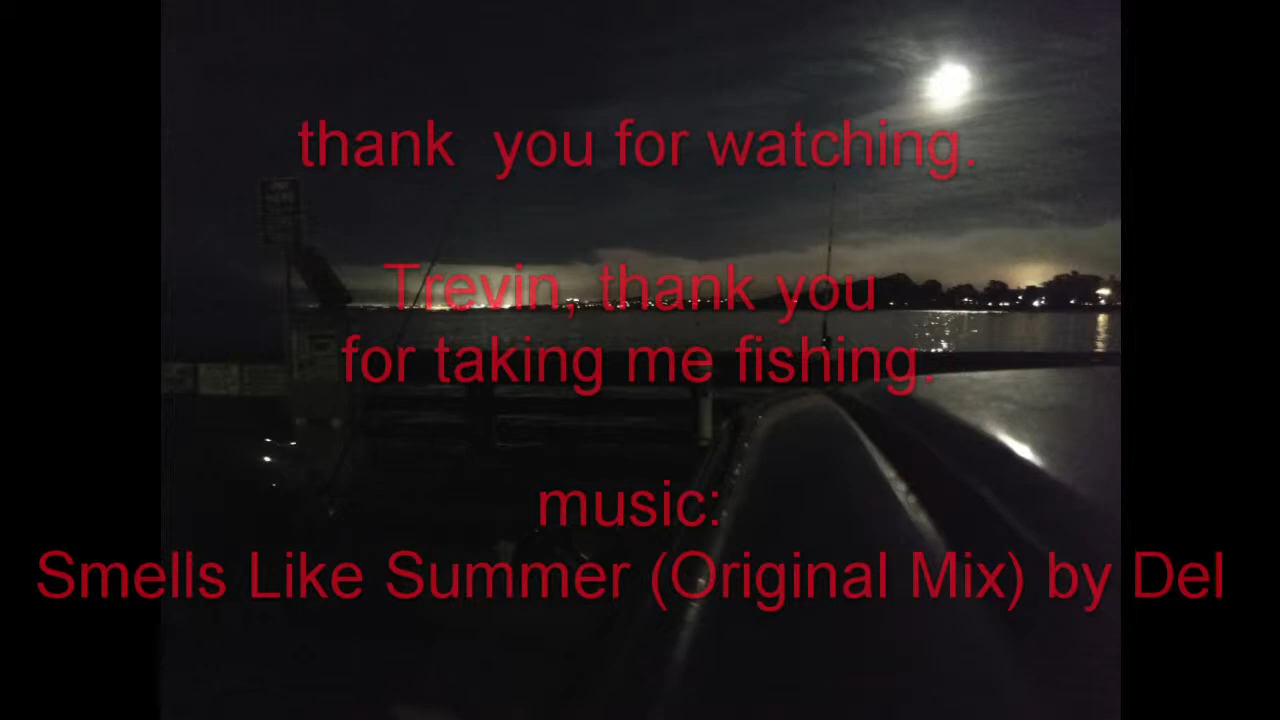 thank you for watching.
Trevin, thank you
for taking me fishing.
music:
Smells Like Summer (Original Mix) by Del